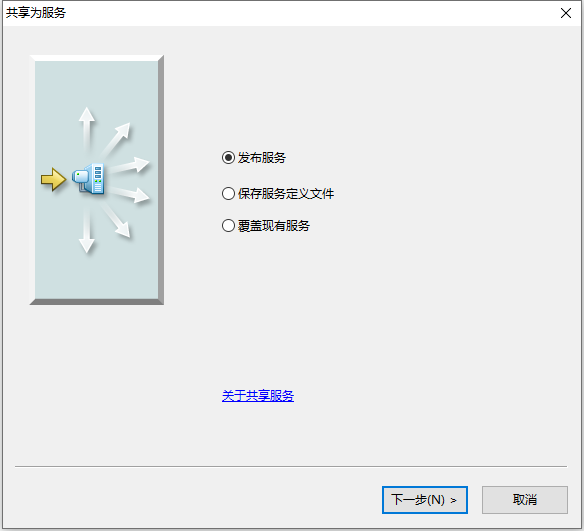 共享为服务
发布服务
保存服务定义文件
覆盖现有服务
关于共享服务
下一步(N) >
取消